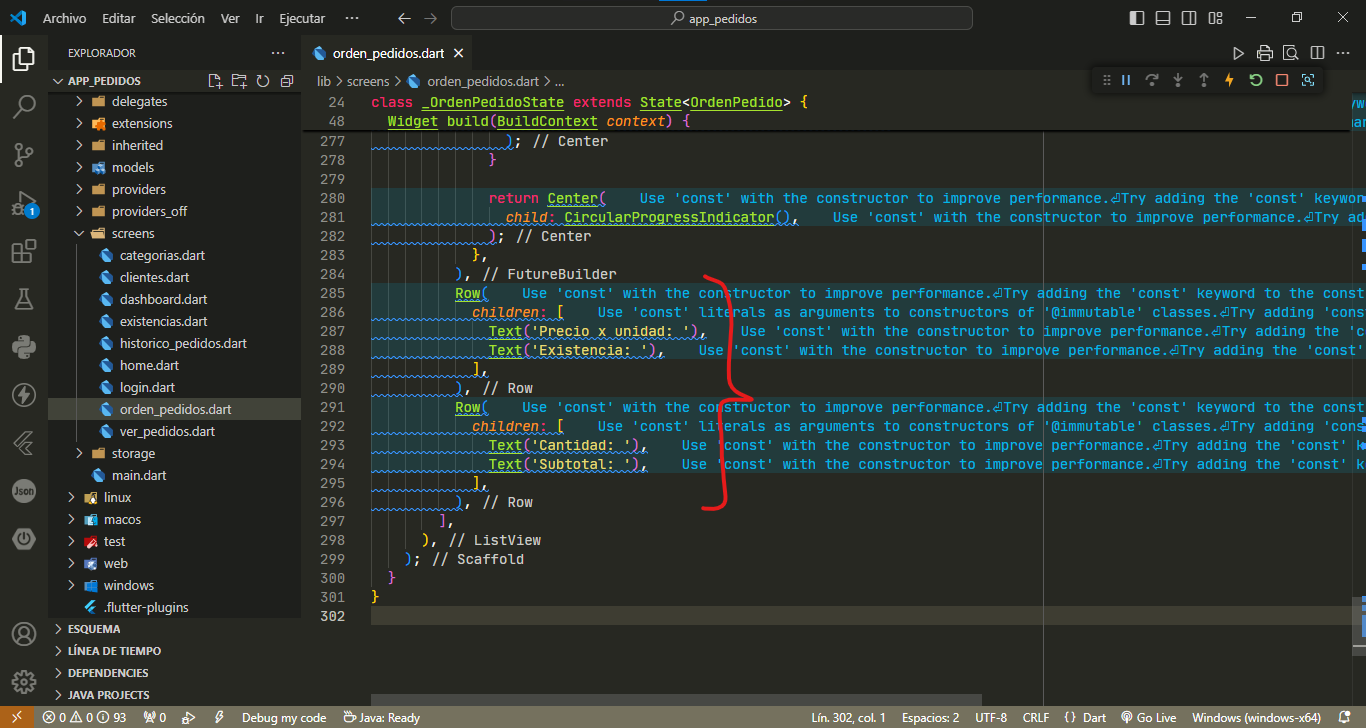 Archivo Editar Selección Ver Ir Ejecutar ··· app_pedidos
EXPLORADOR ···
APP_PEDIDOS
delegates
extensions
inherited
models
providers
providers_off
screens
categorias.dart
clientes.dart
dashboard.dart
existencias.dart
historico_pedidos.dart
home.dart
login.dart
orden_pedidos.dart
ver_pedidos.dart
storage
main.dart
linux
macos
test
web
windows
.flutter-plugins
ESQUEMA
LÍNEA DE TIEMPO
DEPENDENCIES
JAVA PROJECTS
1
Json
orden_pedidos.dart
lib > screens > orden_pedidos.dart > ...
24 class _OrdenPedidoState extends State<OrdenPedido> {
48 Widget build(BuildContext context) {
277 ); // Center
278 }
279
280 return Center( Use 'const' with the constructor to improve performance.⏎Try adding the 'const' keywor
281 child: CircularProgressIndicator(), Use 'const' with the constructor to improve performance.⏎Try ad
282 ); // Center
283 },
284 ), // FutureBuilder
285 Row( Use 'const' with the constructor to improve performance.⏎Try adding the 'const' keyword to the const
286 children: [ Use 'const' literals as arguments to constructors of '@immutable' classes.⏎Try adding 'cons
287 Text('Precio x unidad: '), Use 'const' with the constructor to improve performance.⏎Try adding the 'c
288 Text('Existencia: '), Use 'const' with the constructor to improve performance.⏎Try adding the 'const'
289 ],
290 ), // Row
291 Row( Use 'const' with the constructor to improve performance.⏎Try adding the 'const' keyword to the const
292 children: [ Use 'const' literals as arguments to constructors of '@immutable' classes.⏎Try adding 'cons
293 Text('Cantidad: '), Use 'const' with the constructor to improve performance.⏎Try adding the 'const' k
294 Text('Subtotal: '), Use 'const' with the constructor to improve performance.⏎Try adding the 'const' k
295 ],
296 ), // Row
297 ],
298 ), // ListView
299 ); // Scaffold
300 }
301 }
302
0 0 93 0 Debug my code Java: Ready Lín. 302, col. 1 Espacios: 2 UTF-8 CRLF {} Dart Go Live Windows (windows-x64)